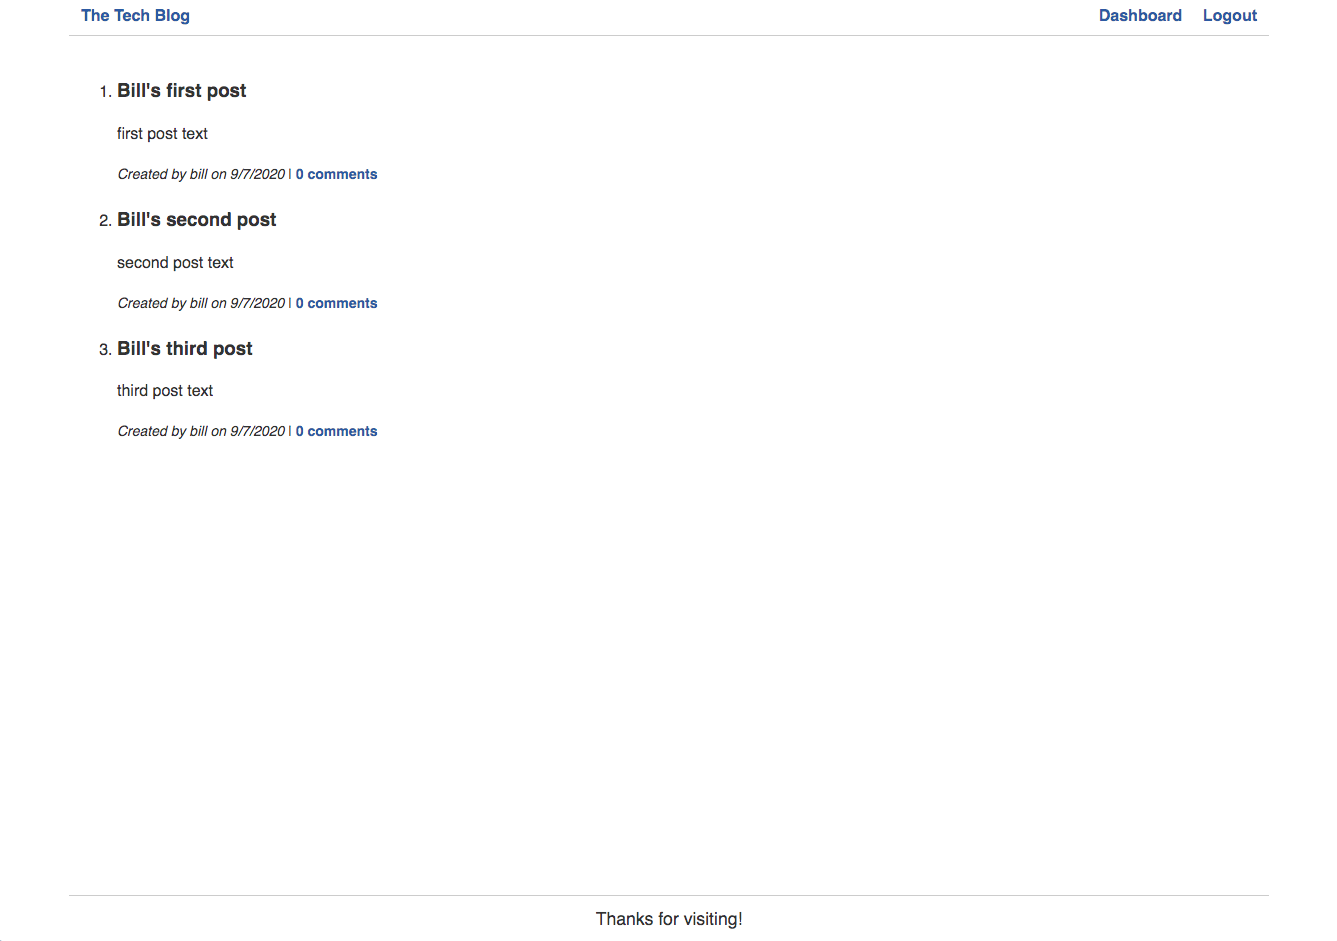 The Tech Blog Dashboard Logout
1. Bill's first post
first post text
Created by bill on 9/7/2020 | 0 comments
2. Bill's second post
second post text
Created by bill on 9/7/2020 | 0 comments
3. Bill's third post
third post text
Created by bill on 9/7/2020 | 0 comments
Thanks for visiting!